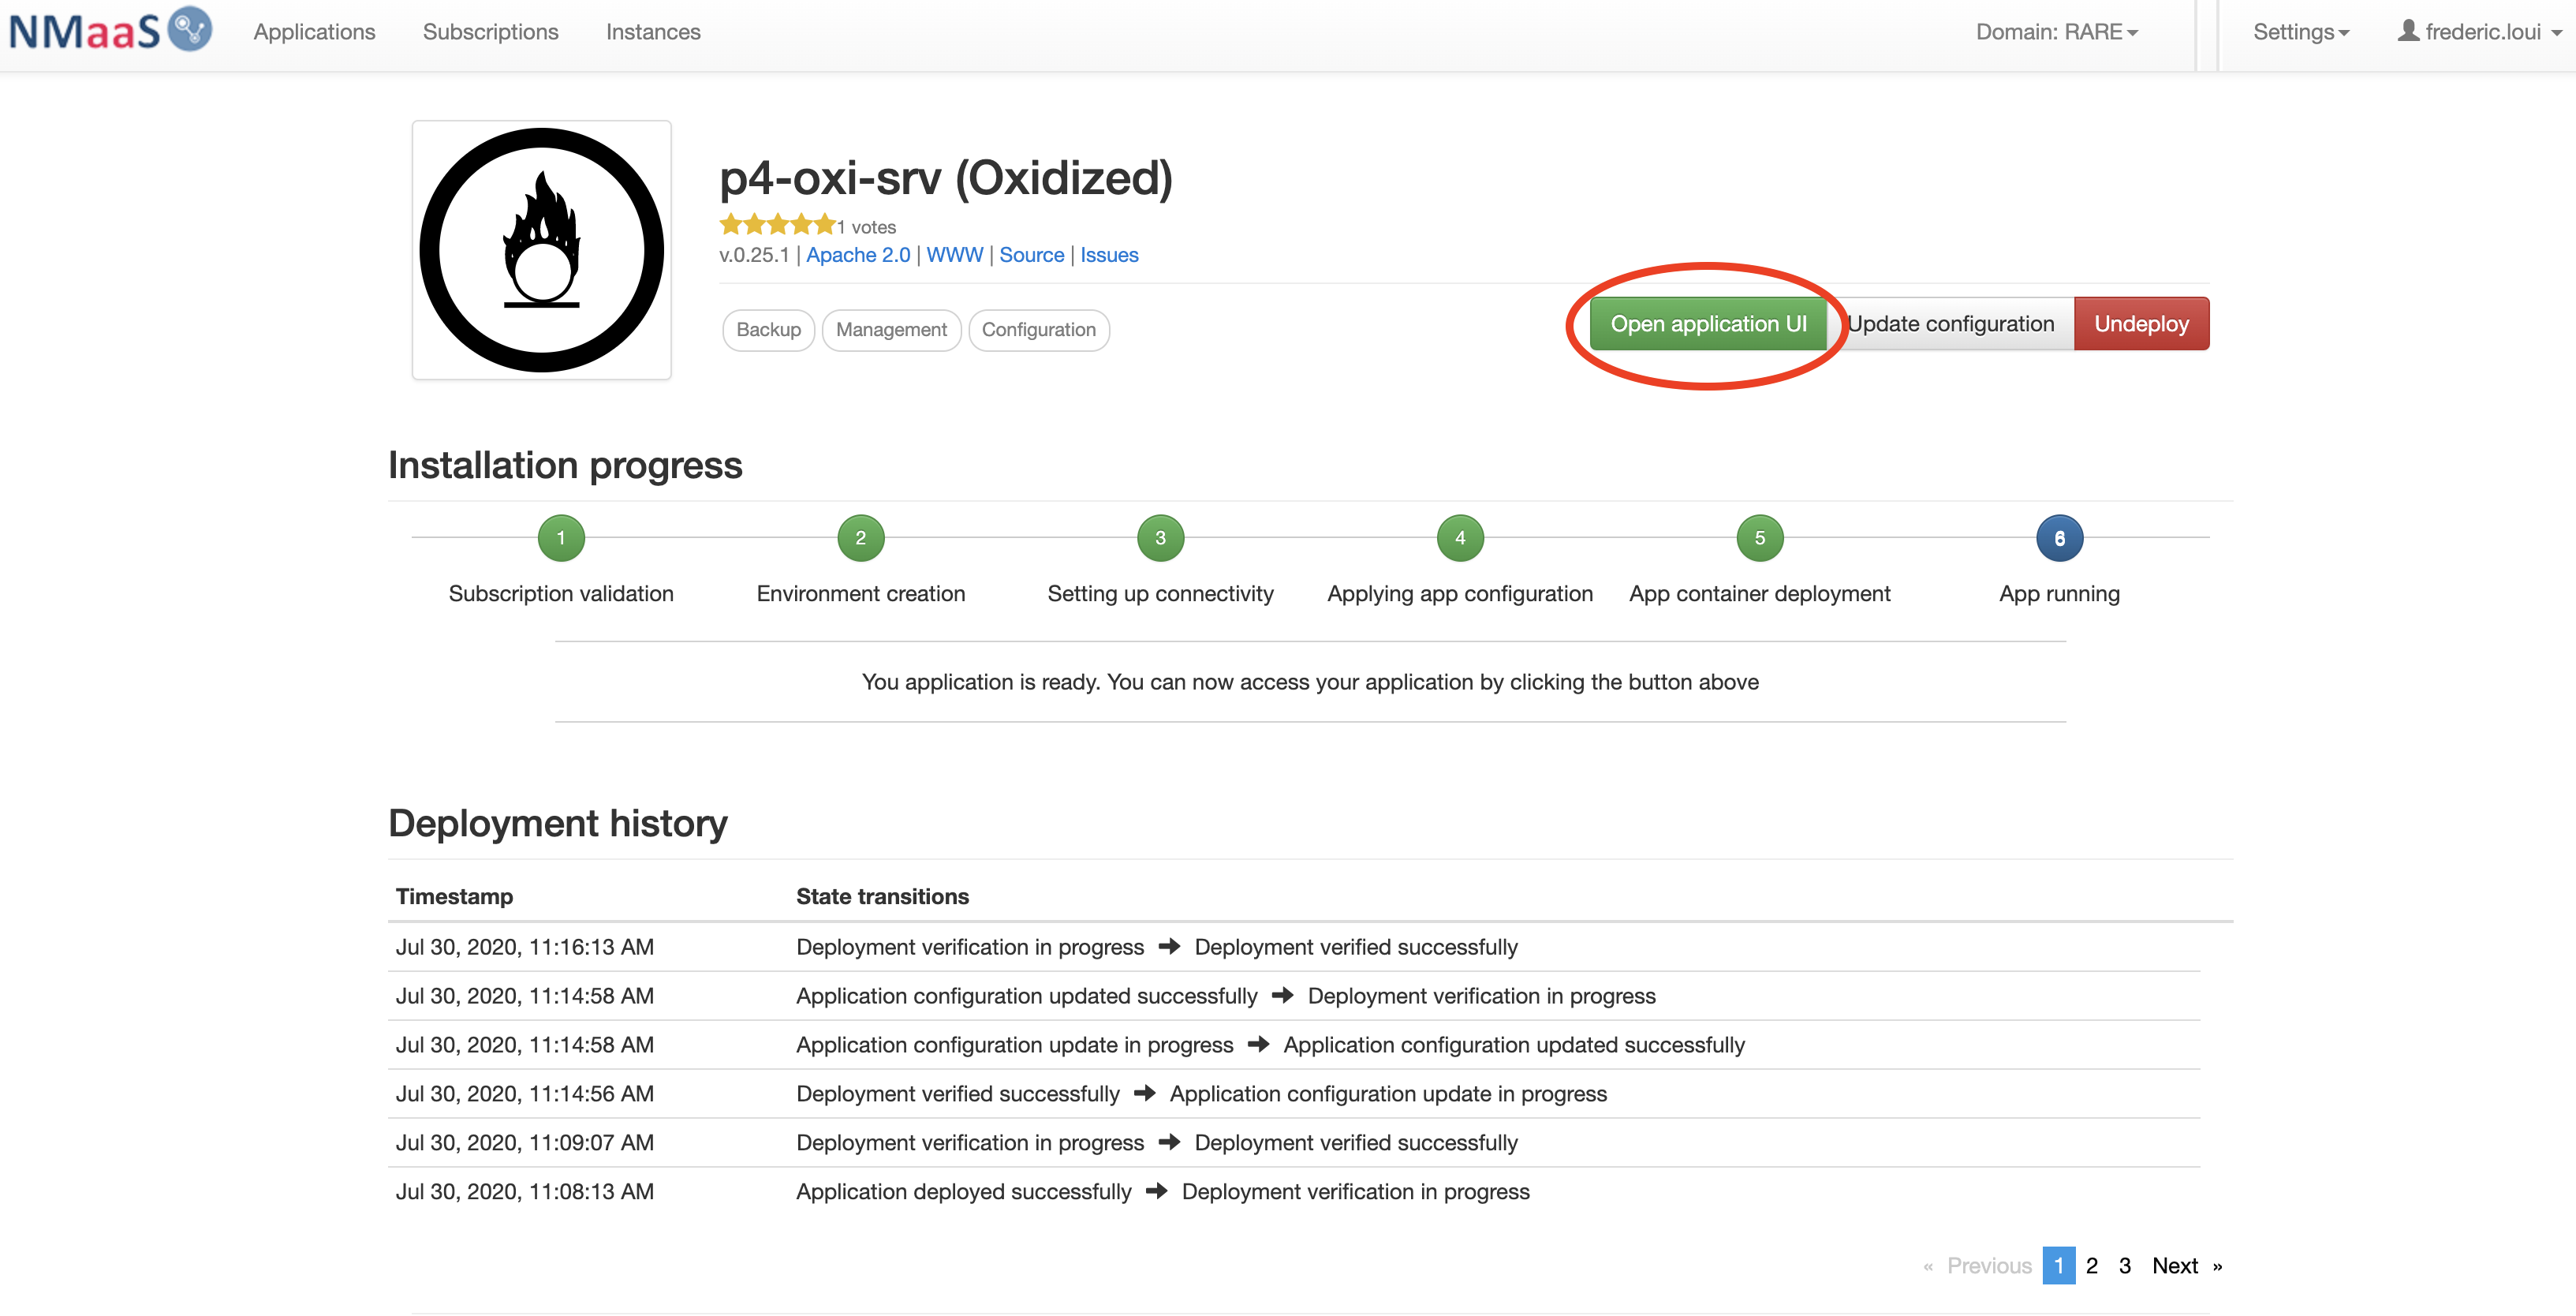 NMaaS Applications Subscriptions Instances Domain: RARE Settings frederic.loui
p4-oxi-srv (Oxidized)
1 votes
v.0.25.1 | Apache 2.0 | WWW | Source | Issues
Backup Management Configuration Open application UI Update configuration Undeploy
Installation progress
1 2 3 4 5 6
Subscription validation Environment creation Setting up connectivity Applying app configuration App container deployment App running
You application is ready. You can now access your application by clicking the button above
Deployment history
Timestamp State transitions
Jul 30, 2020, 11:16:13 AM Deployment verification in progress ➔ Deployment verified successfully
Jul 30, 2020, 11:14:58 AM Application configuration updated successfully ➔ Deployment verification in progress
Jul 30, 2020, 11:14:58 AM Application configuration update in progress ➔ Application configuration updated successfully
Jul 30, 2020, 11:14:56 AM Deployment verified successfully ➔ Application configuration update in progress
Jul 30, 2020, 11:09:07 AM Deployment verification in progress ➔ Deployment verified successfully
Jul 30, 2020, 11:08:13 AM Application deployed successfully ➔ Deployment verification in progress
« Previous 1 2 3 Next »